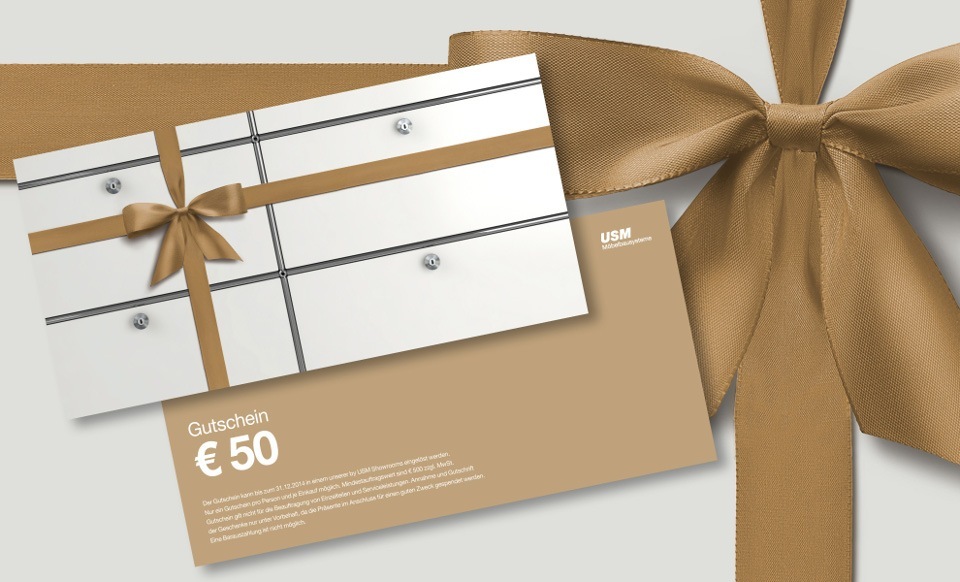 USM
Möbelbausysteme
Gutschein
€ 50
Der Gutschein kann bis zum 31.12.2014 in einem unserer by USM Showrooms eingelöst werden.
Nur ein Gutschein pro Person und je Einkauf möglich. Mindestauftragswert sind € 500 zzgl. MwSt.
Gutschein gilt nicht für die Beauftragung von Einzelteilen und Serviceleistungen. Annahme und Gutschrift
der Geschenke nur unter Vorbehalt, da die Präsente im Anschluss für einen guten Zweck gespendet werden.
Eine Barauszahlung ist nicht möglich.